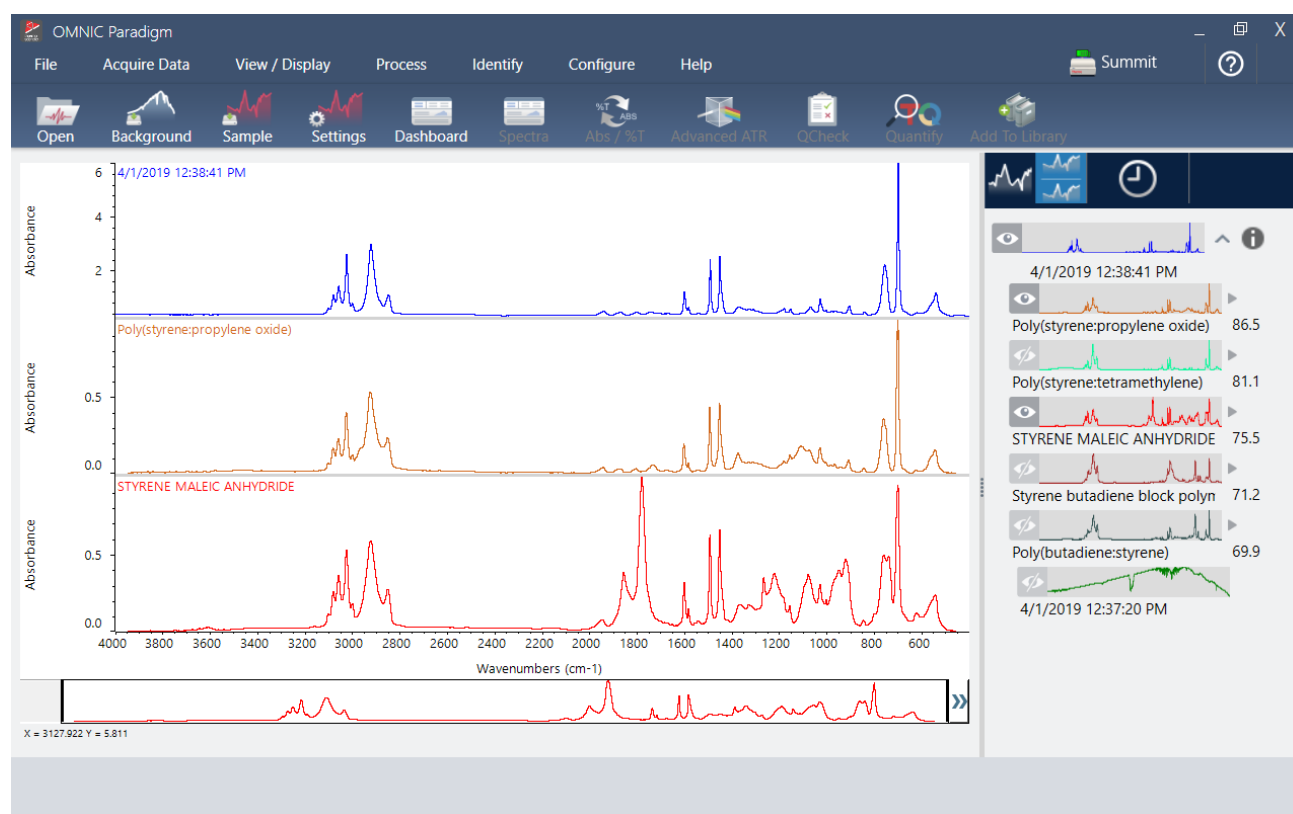 OMNIC Paradigm
File Acquire Data View / Display Process Identify Configure Help Summit
Open Background Sample Settings Dashboard Spectra Abs / %T Advanced ATR QCheck Quantify Add To Library
%T ABS
4/1/2019 12:38:41 PM
Absorbance
6
4
2
Poly(styrene:propylene oxide)
Absorbance
0.5
0.0
STYRENE MALEIC ANHYDRIDE
Absorbance
0.5
0.0
4000 3800 3600 3400 3200 3000 2800 2600 2400 2200 2000 1800 1600 1400 1200 1000 800 600
Wavenumbers (cm-1)
X = 3127.922 Y = 5.811
4/1/2019 12:38:41 PM
Poly(styrene:propylene oxide) 86.5
Poly(styrene:tetramethylene) 81.1
STYRENE MALEIC ANHYDRIDE 75.5
Styrene butadiene block polyn 71.2
Poly(butadiene:styrene) 69.9
4/1/2019 12:37:20 PM